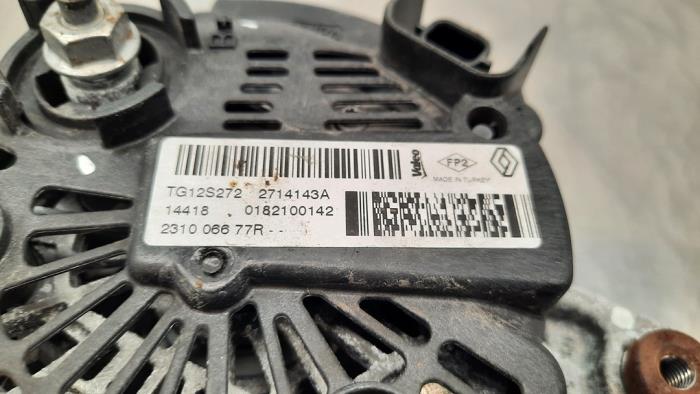 B+
Valeo
FP2
MADE IN TURKEY
TG12S272 2714143A
14418 0182100142
2310 066 77R - -